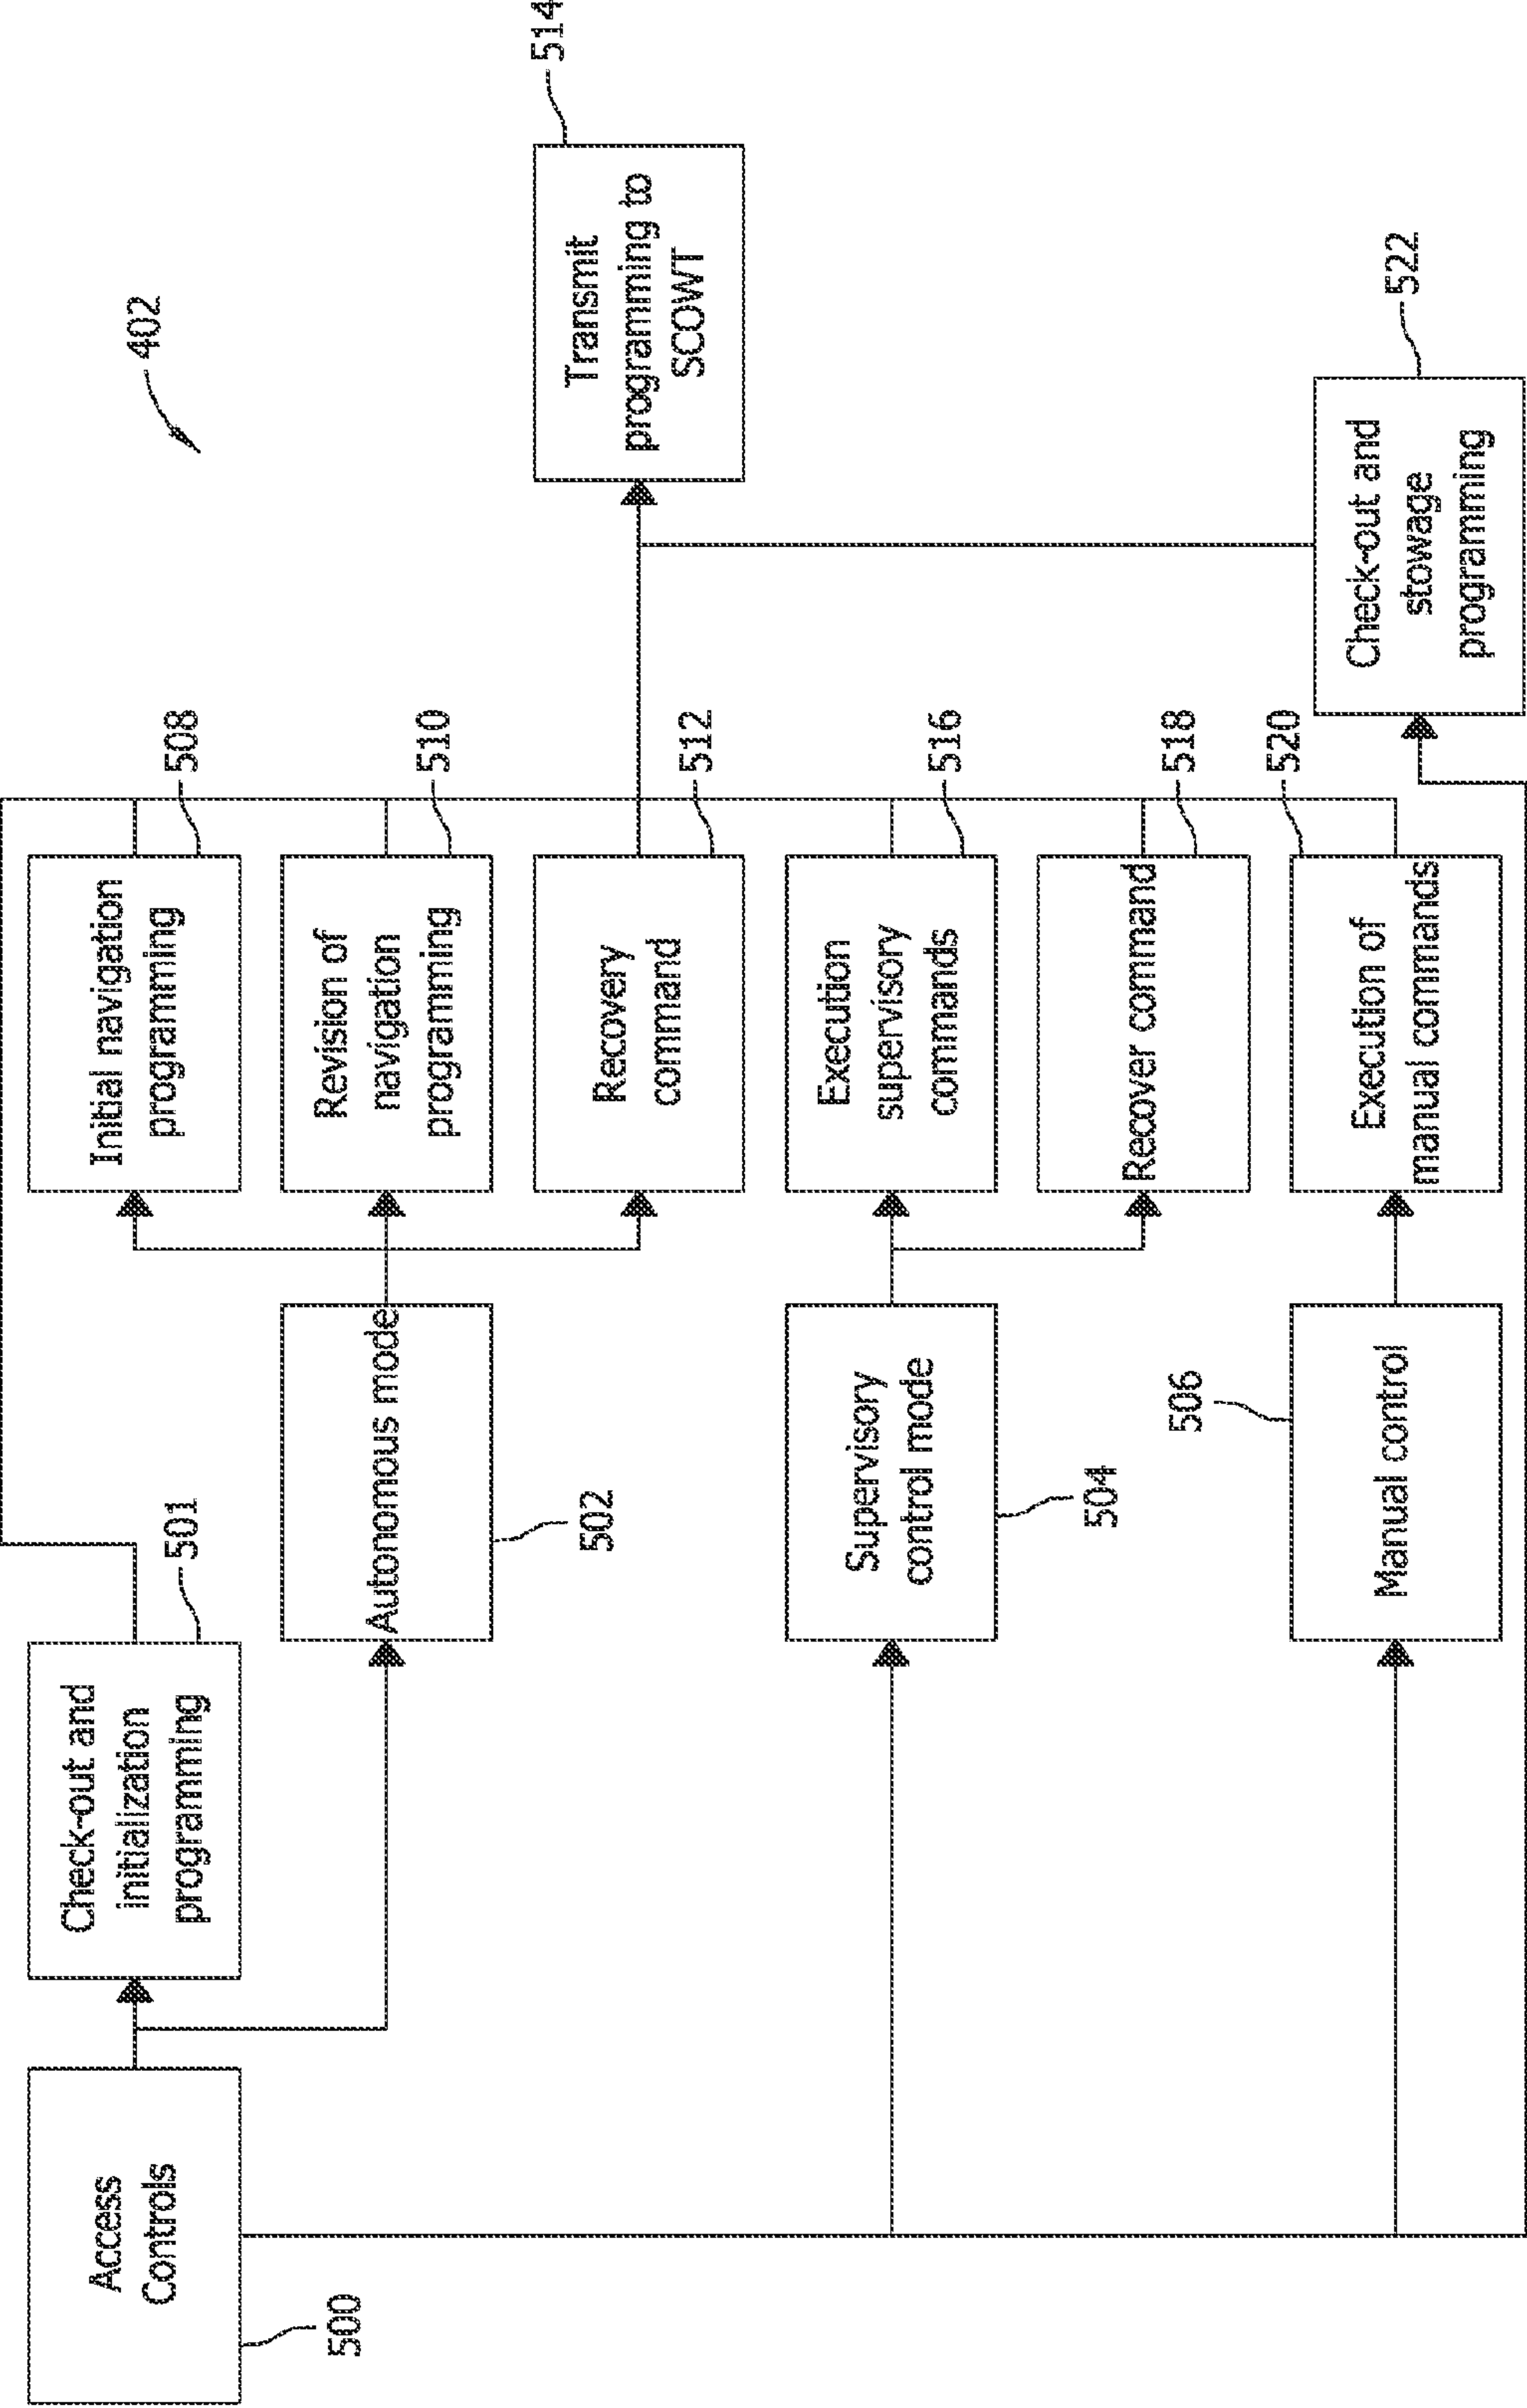 402
Access
Controls
500
Check-out and
initialization
programming
501
Autonomous mode
502
Supervisory
control mode
504
Manual control
506
Initial navigation
programming
508
Revision of
navigation
programming
510
Recovery
command
512
Execution
supervisory
commands
516
Recover command
518
Execution of
manual commands
520
Transmit
programming to
SCOWT
514
Check-out and
stowage
programming
522